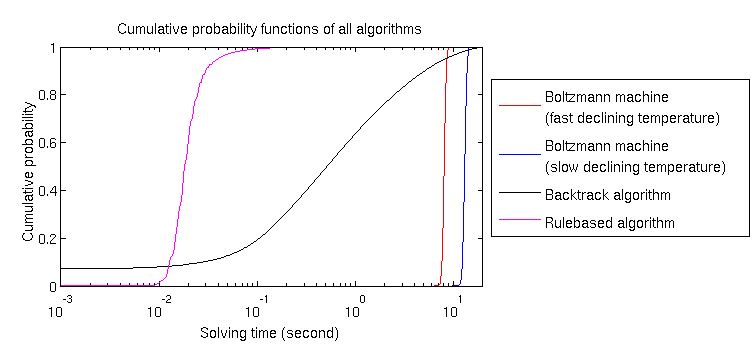 Cumulative probability functions of all algorithms
1
0.8
0.6
0.4
0.2
0
Cumulative probability
10^-3
10^-2
10^-1
10^0
10^1
Solving time (second)
Boltzmann machine
(fast declining temperature)
Boltzmann machine
(slow declining temperature)
Backtrack algorithm
Rulebased algorithm